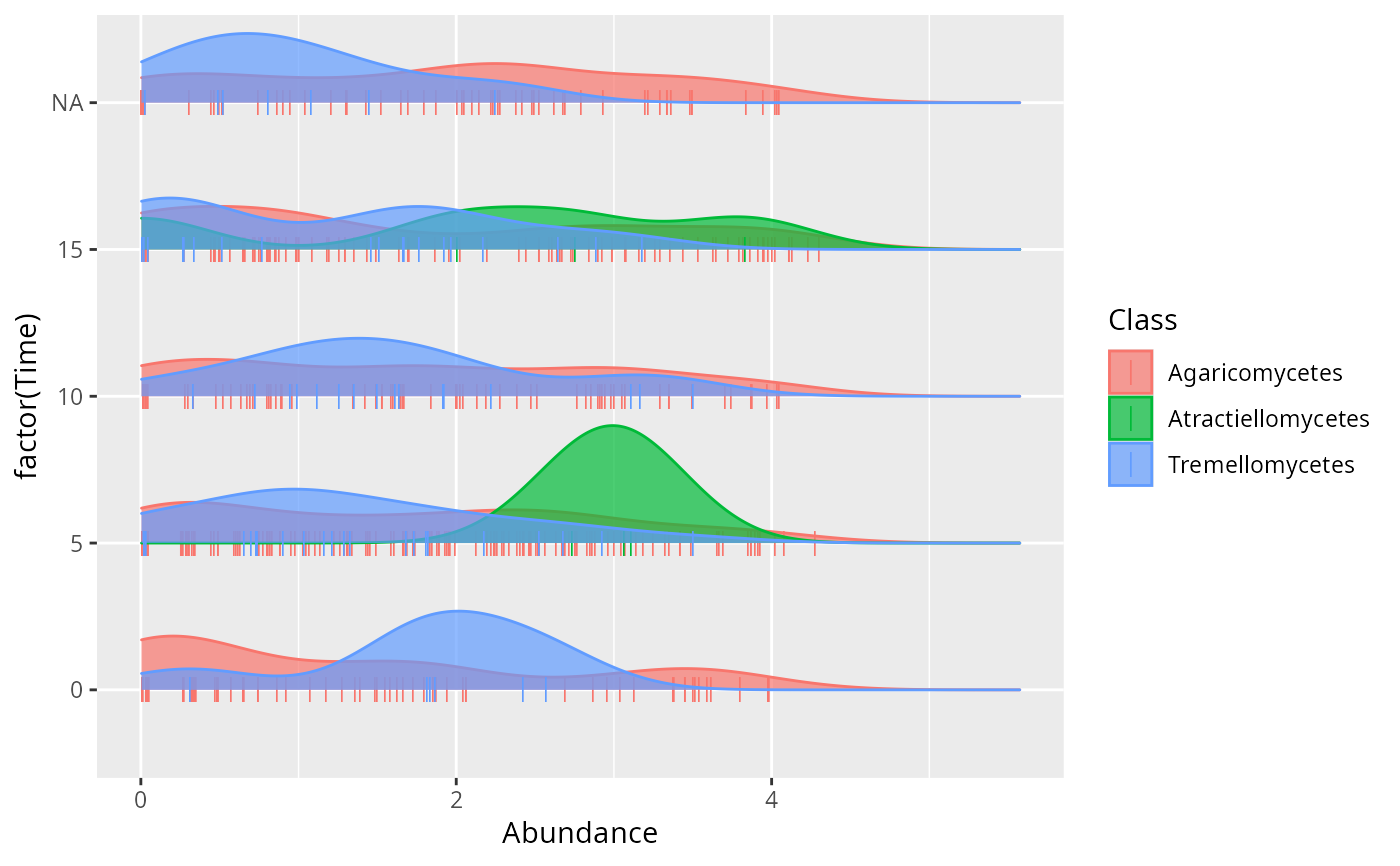 NA
15
10
5
0
factor(Time)
0 2 4
Abundance
Class
Agaricomycetes
Atractiellomycetes
Tremellomycetes